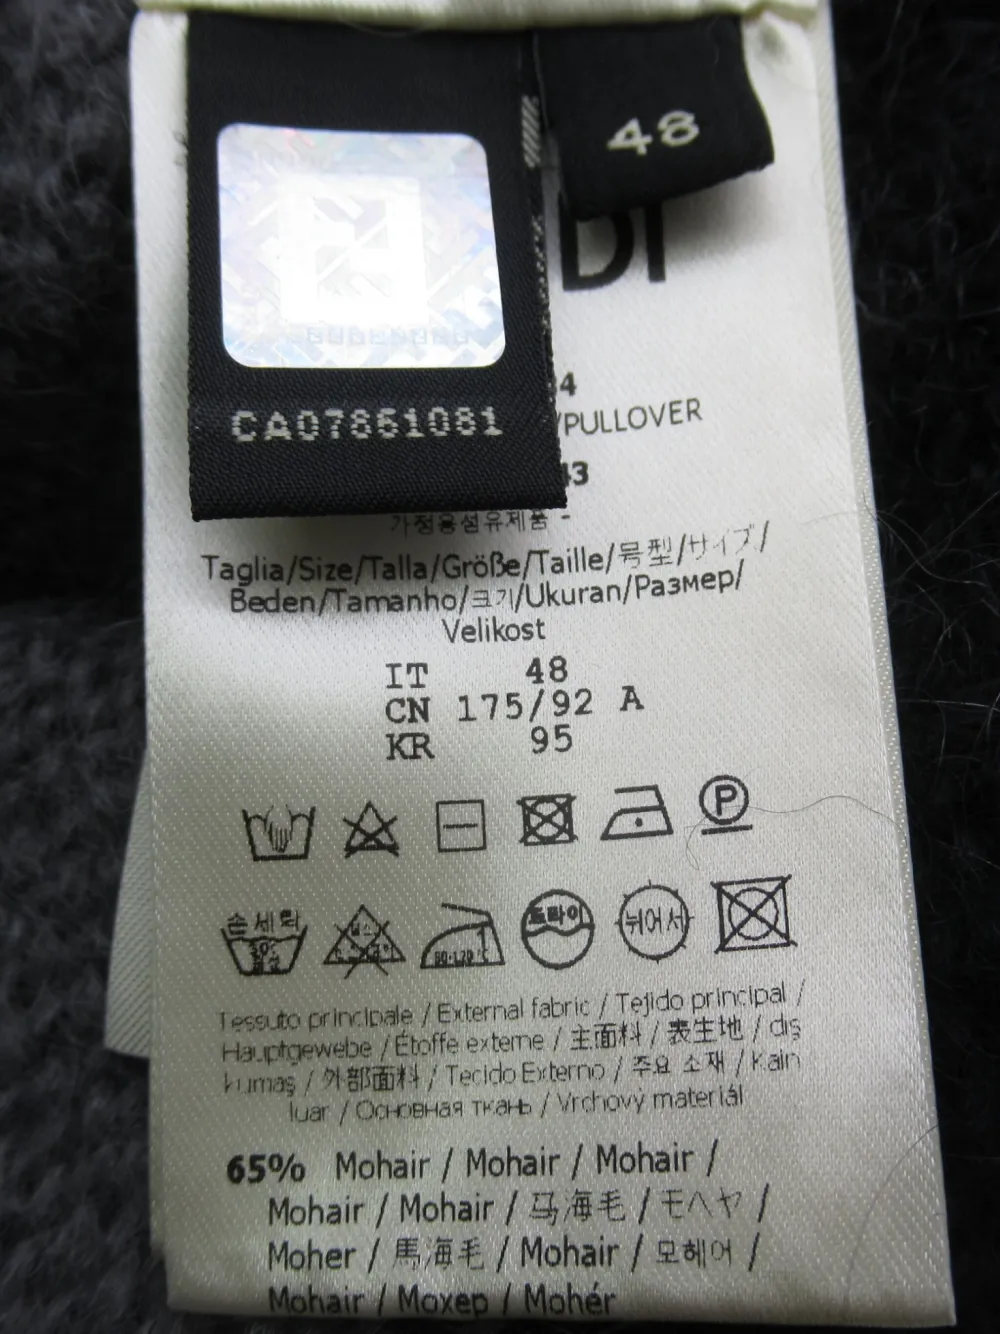 48
DI
CA07861081
4
/PULLOVER
43
가정용섬유제품 -
Taglia/Size/Talla/Größe/Taille/号型/サイズ/
Beden/Tamanho/크기/Ukuran/Размер/
Velikost
IT 48
CN 175/92 A
KR 95
P
손세탁
드라이
뉘어서
80-120°C
Tessuto principale / External fabric / Tejido principal /
Hauptgewebe / Étoffe externe / 主面料 / 表生地 / dış
kumaş / 外部面料 / Tecido Externo / 주요 소재 / Kain
luar / Основная ткань / Vrchový materiál
65% Mohair / Mohair / Mohair /
Mohair / Mohair / 马海毛 / モヘヤ /
Moher / 馬海毛 / Mohair / 모헤어 /
Mohair / Мохер / Mohér